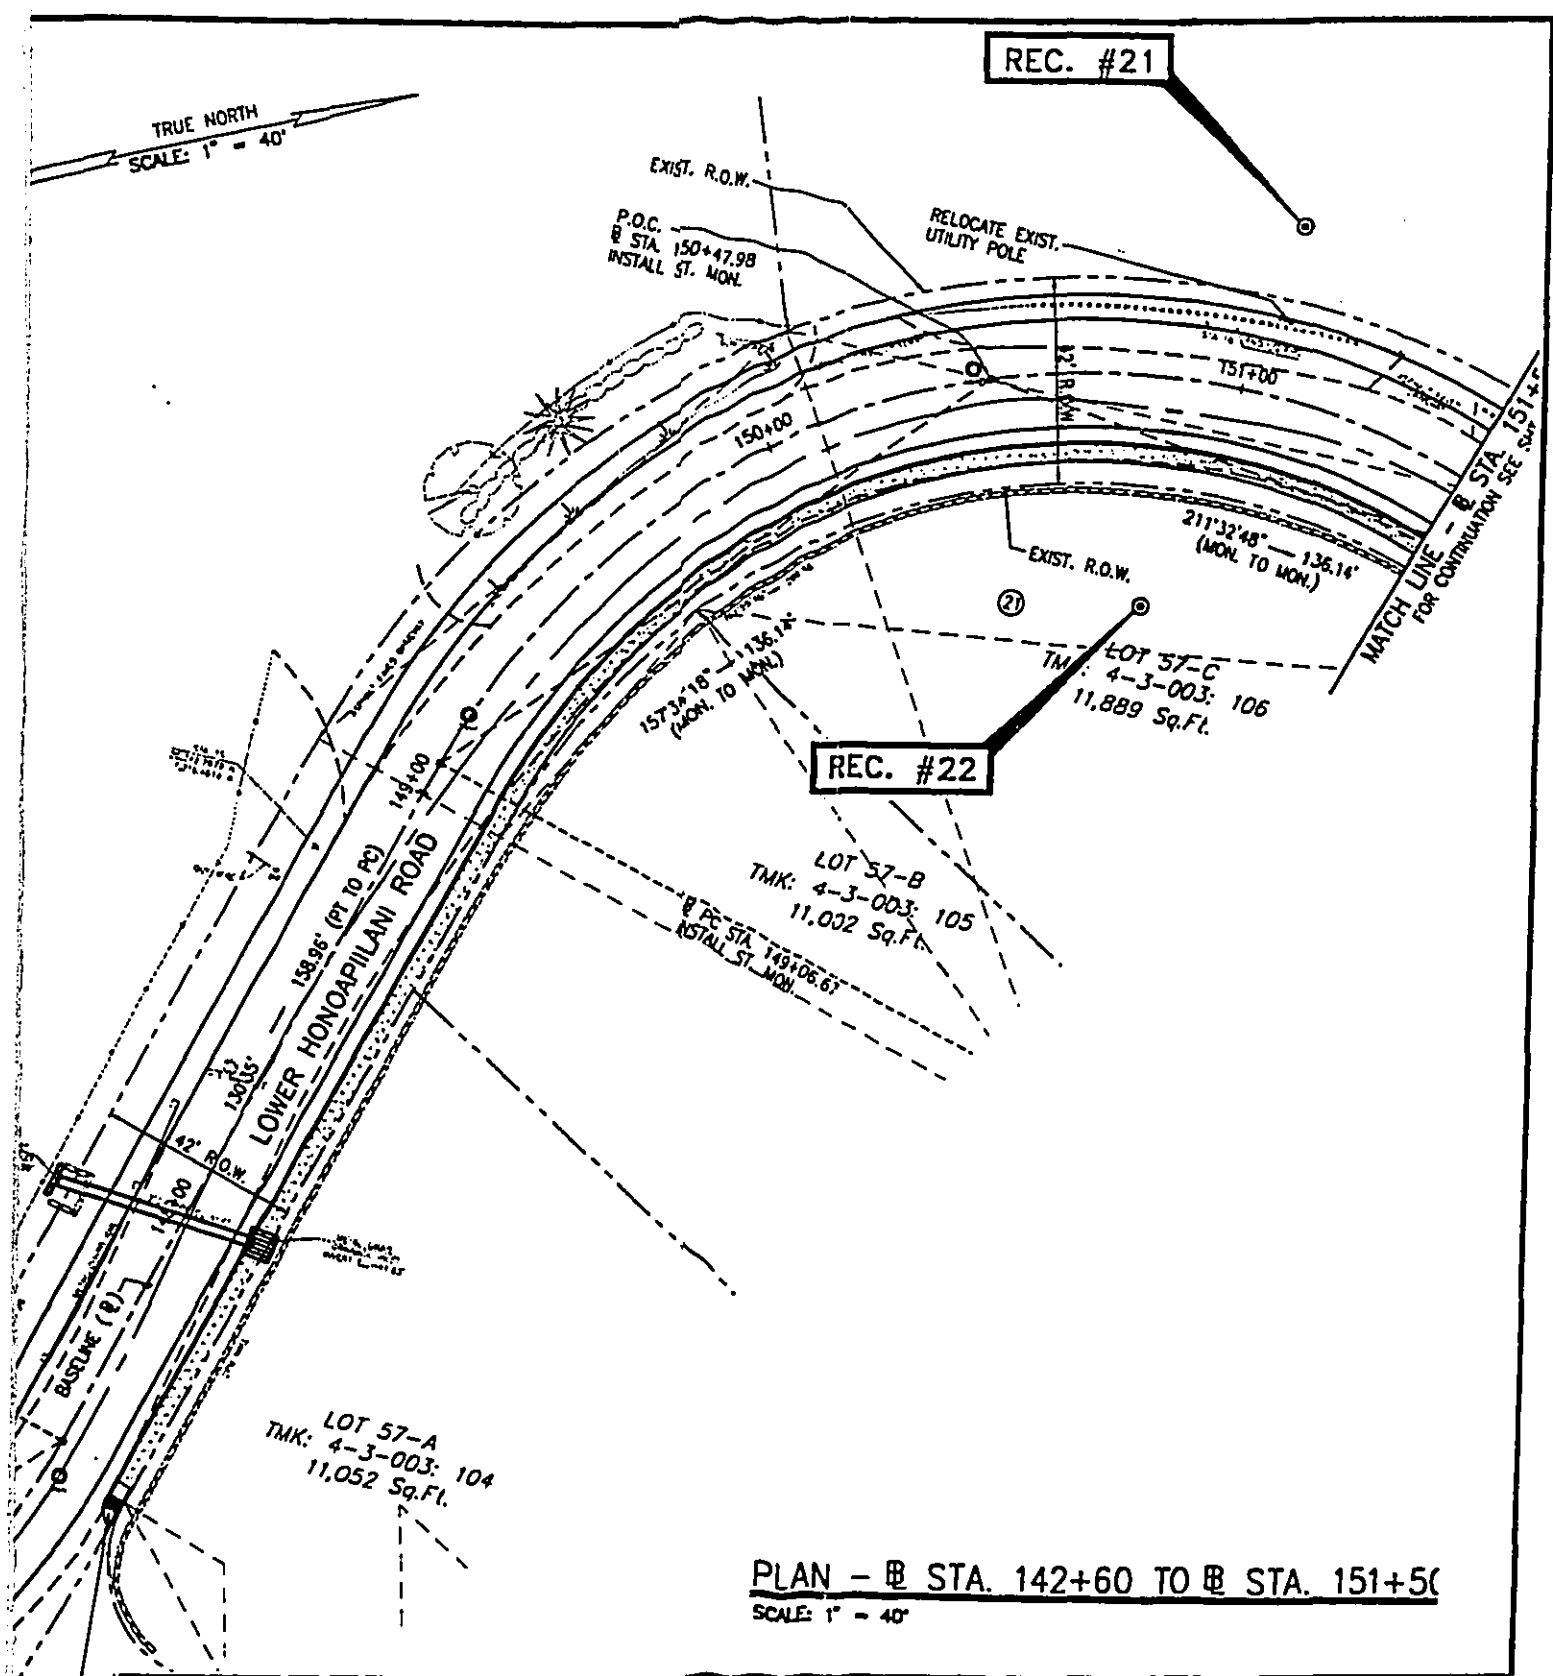 REC. #21
TRUE NORTH
SCALE: 1" = 40'
EXIST. R.O.W.
P.O.C.
℔ STA. 150+47.98
INSTALL ST. MON.
RELOCATE EXIST.
UTILITY POLE
42' R.O.W
151+00
150+00
MATCH LINE - ℔ STA. 151+5
FOR CONTINUATION SEE SHT
211°32'48" — 136.14'
(MON. TO MON.)
EXIST. R.O.W.
21
LOT 57-C
4-3-003: 106
11,889 Sq.Ft.
157°34'18" — 136.14'
(MON. TO MON.)
REC. #22
149+00
158.96' (PT TO PC)
LOWER HONOAPIILANI ROAD
LOT 57-B
TMK: 4-3-003: 105
11,002 Sq.Ft.
℔ PC STA. 149+06.67
INSTALL ST. MON.
42' R.O.W.
BASELINE (℔)
LOT 57-A
TMK: 4-3-003: 104
11,052 Sq.Ft.
PLAN - ℔ STA. 142+60 TO ℔ STA. 151+50
SCALE: 1" = 40'